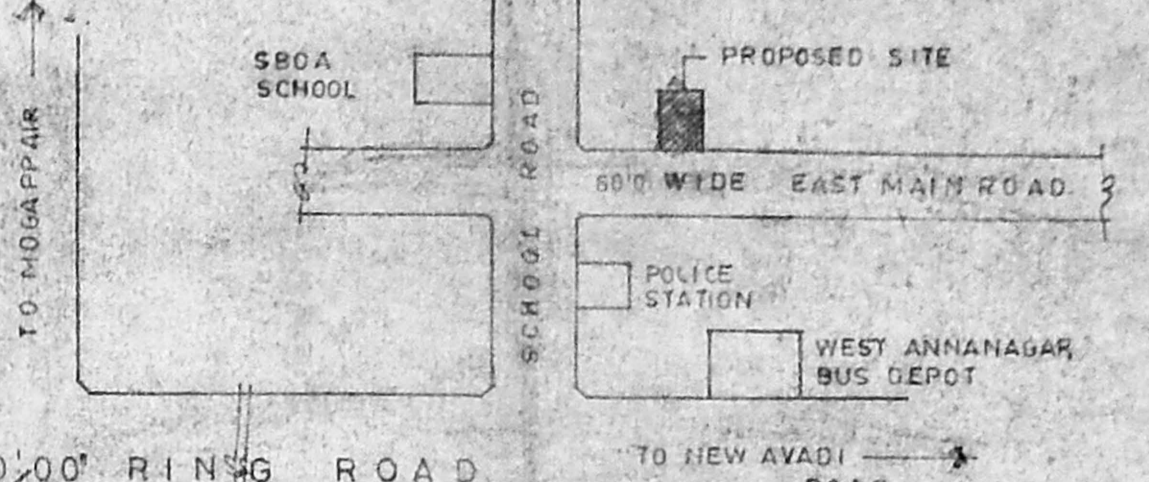 SBOA
SCHOOL
PROPOSED SITE
TO MOGAPPAIR
SCHOOL ROAD
60'0 WIDE EAST MAIN ROAD
POLICE
STATION
WEST ANNANAGAR
BUS DEPOT
TO NEW AVADI
RING ROAD